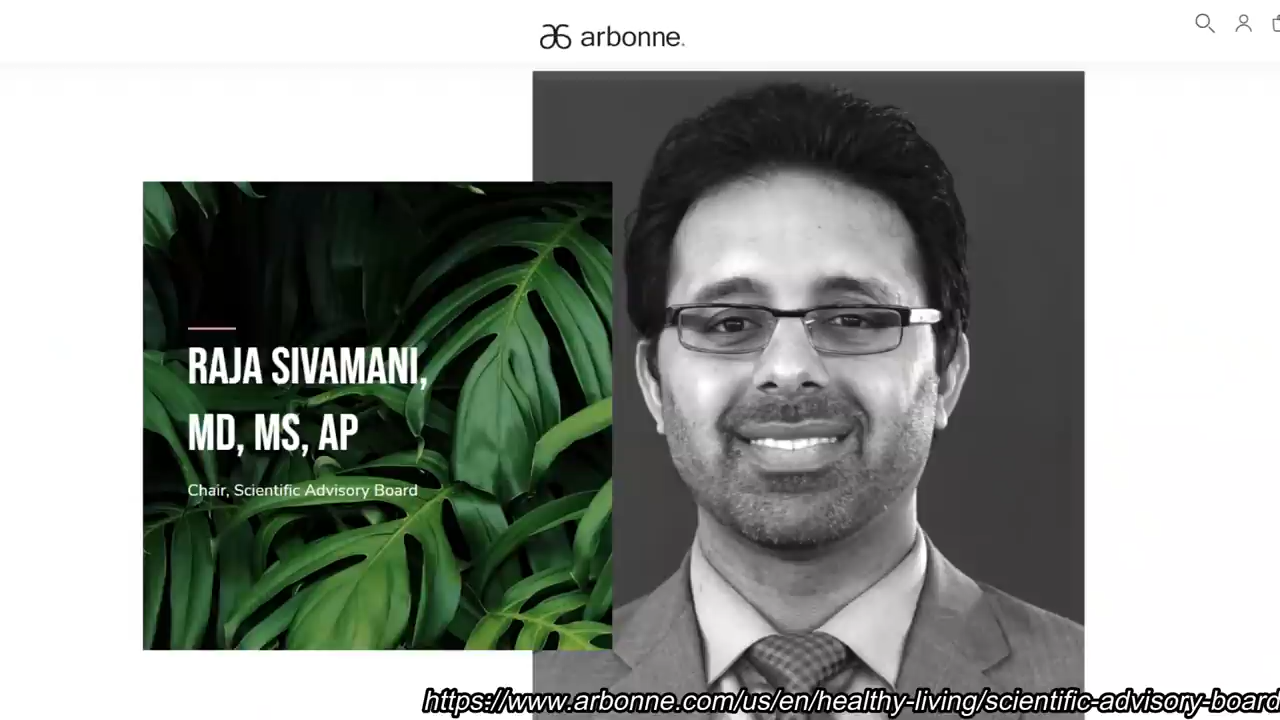 arbonne.
RAJA SIVAMANI,
MD, MS, AP
Chair, Scientific Advisory Board
https://www.arbonne.com/us/en/healthy-living/scientific-advisory-board